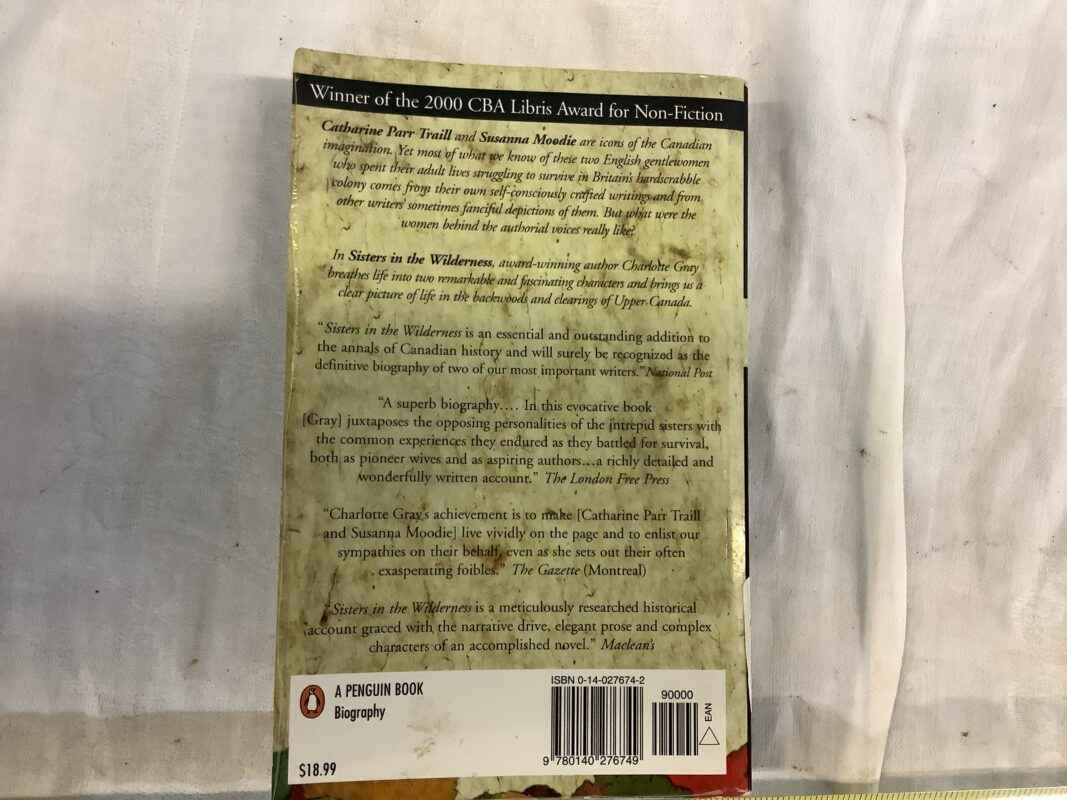 Winner of the 2000 CBA Libris Award for Non-Fiction
Catharine Parr Traill and Susanna Moodie are icons of the Canadian
imagination. Yet most of what we know of these two English gentlewomen
who spent their adult lives struggling to survive in Britain's hardscrabble
colony comes from their own self-consciously crafted writings and from
other writers' sometimes fanciful depictions of them. But what were the
women behind the authorial voices really like?
In Sisters in the Wilderness, award-winning author Charlotte Gray
breathes life into two remarkable and fascinating characters and brings us a
clear picture of life in the backwoods and clearings of Upper Canada.
"Sisters in the Wilderness is an essential and outstanding addition to
the annals of Canadian history and will surely be recognized as the
definitive biography of two of our most important writers." National Post
"A superb biography.... In this evocative book
[Gray] juxtaposes the opposing personalities of the intrepid sisters with
the common experiences they endured as they battled for survival,
both as pioneer wives and as aspiring authors...a richly detailed and
wonderfully written account." The London Free Press
"Charlotte Gray's achievement is to make [Catharine Parr Traill
and Susanna Moodie] live vividly on the page and to enlist our
sympathies on their behalf, even as she sets out their often
exasperating foibles." The Gazette (Montreal)
"Sisters in the Wilderness is a meticulously researched historical
account graced with the narrative drive, elegant prose and complex
characters of an accomplished novel." Maclean's
A PENGUIN BOOK
Biography
$18.99
ISBN 0-14-027674-2
90000
EAN
9 780140 276749